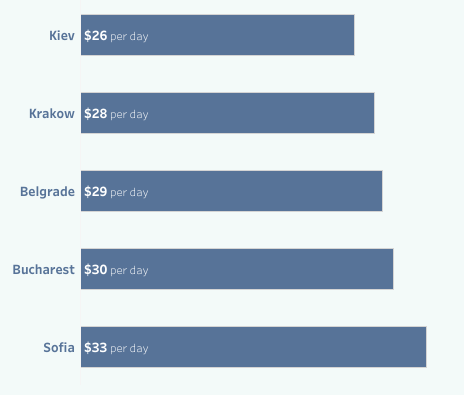 Kiev $26 per day
Krakow $28 per day
Belgrade $29 per day
Bucharest $30 per day
Sofia $33 per day